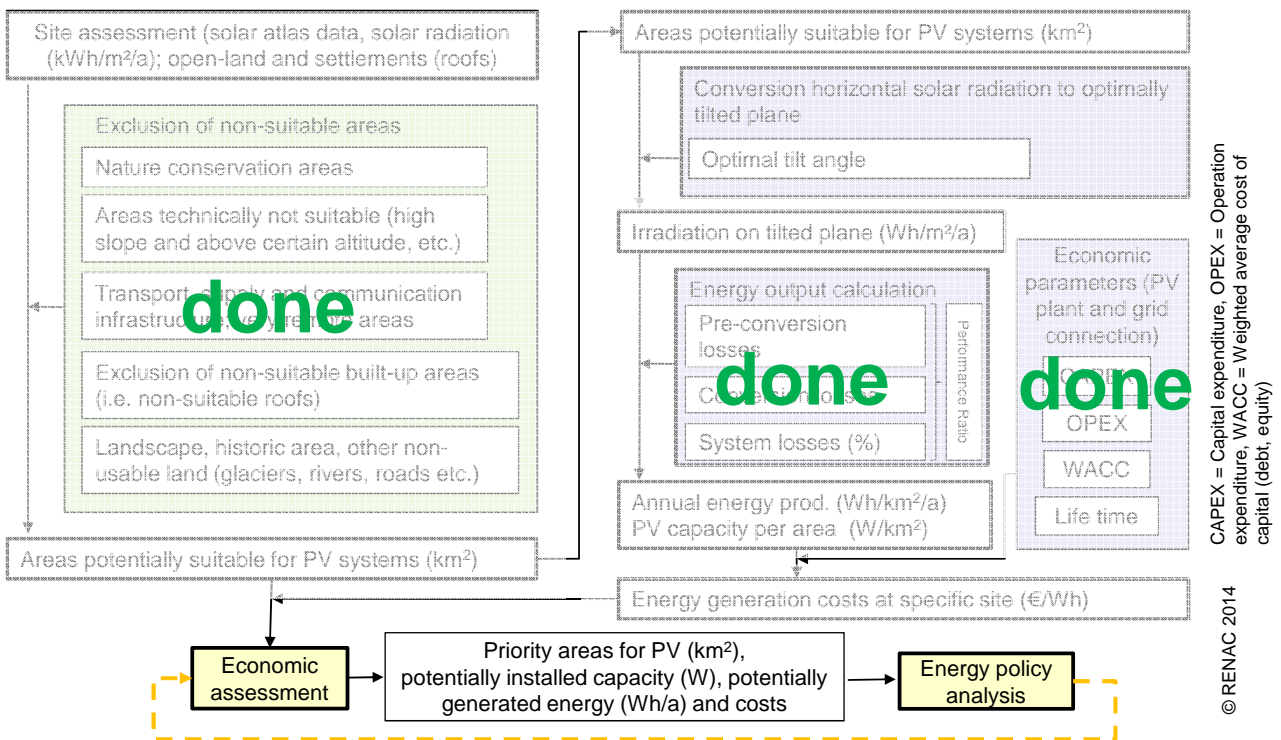 Site assessment (solar atlas data, solar radiation
(kWh/m²/a); open-land and settlements (roofs)
Exclusion of non-suitable areas
Nature conservation areas
Areas technically not suitable (high
slope and above certain altitude, etc.)
Transport, supply and communication
infrastructure; very remote areas
done
Exclusion of non-suitable built-up areas
(i.e. non-suitable roofs)
Landscape, historic area, other non-
usable land (glaciers, rivers, roads etc.)
Areas potentially suitable for PV systems (km²)
Areas potentially suitable for PV systems (km²)
Conversion horizontal solar radiation to optimally
tilted plane
Optimal tilt angle
Irradiation on tilted plane (Wh/m²/a)
Energy output calculation
Pre-conversion
losses
Conversion losses
System losses (%)
Performance Ratio
done
Economic
parameters (PV
plant and grid
connection)
CAPEX
done
OPEX
WACC
Life time
Annual energy prod. (Wh/km²/a)
PV capacity per area (W/km²)
Energy generation costs at specific site (€/Wh)
Economic
assessment
Priority areas for PV (km²),
potentially installed capacity (W), potentially
generated energy (Wh/a) and costs
Energy policy
analysis
CAPEX = Capital expenditure, OPEX = Operation
expenditure, WACC = Weighted average cost of
capital (debt, equity)
©RENAC 2014